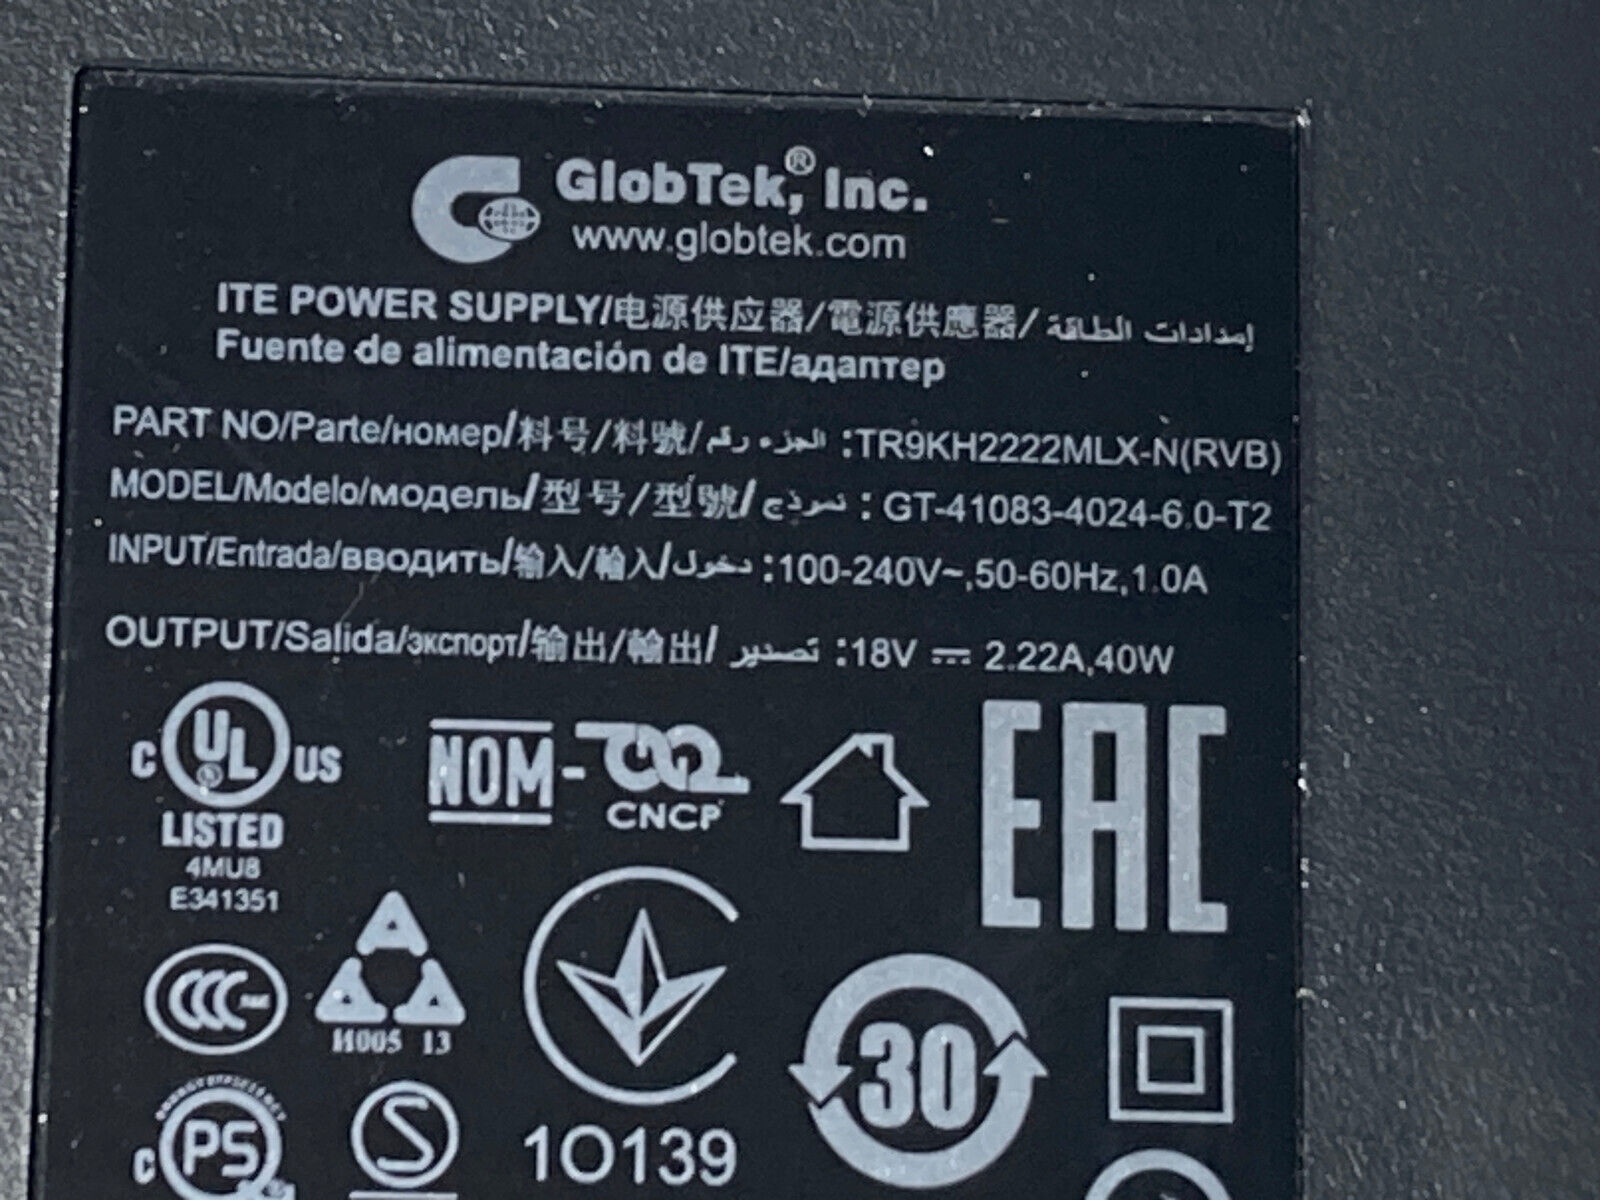 GlobTek,® Inc.
www.globtek.com
ITE POWER SUPPLY/电源供应器/電源供應器/ إمدادات الطاقة
Fuente de alimentación de ITE/адаптер
PART NO/Parte/номер/料号/料號/ الجزء رقم :TR9KH2222MLX-N(RVB)
MODEL/Modelo/модель/型号/型號/ نموذج : GT-41083-4024-6.0-T2
INPUT/Entrada/вводить/输入/輸入/ دخول :100-240V~,50-60Hz,1.0A
OUTPUT/Salida/экспорт/输出/輸出/ تصدير :18V ⎓ 2.22A,40W
C UL US
LISTED
4MU8
E341351
NOM-
CNCP
EAC
CCC
И005 13
10139
30
C PS
S